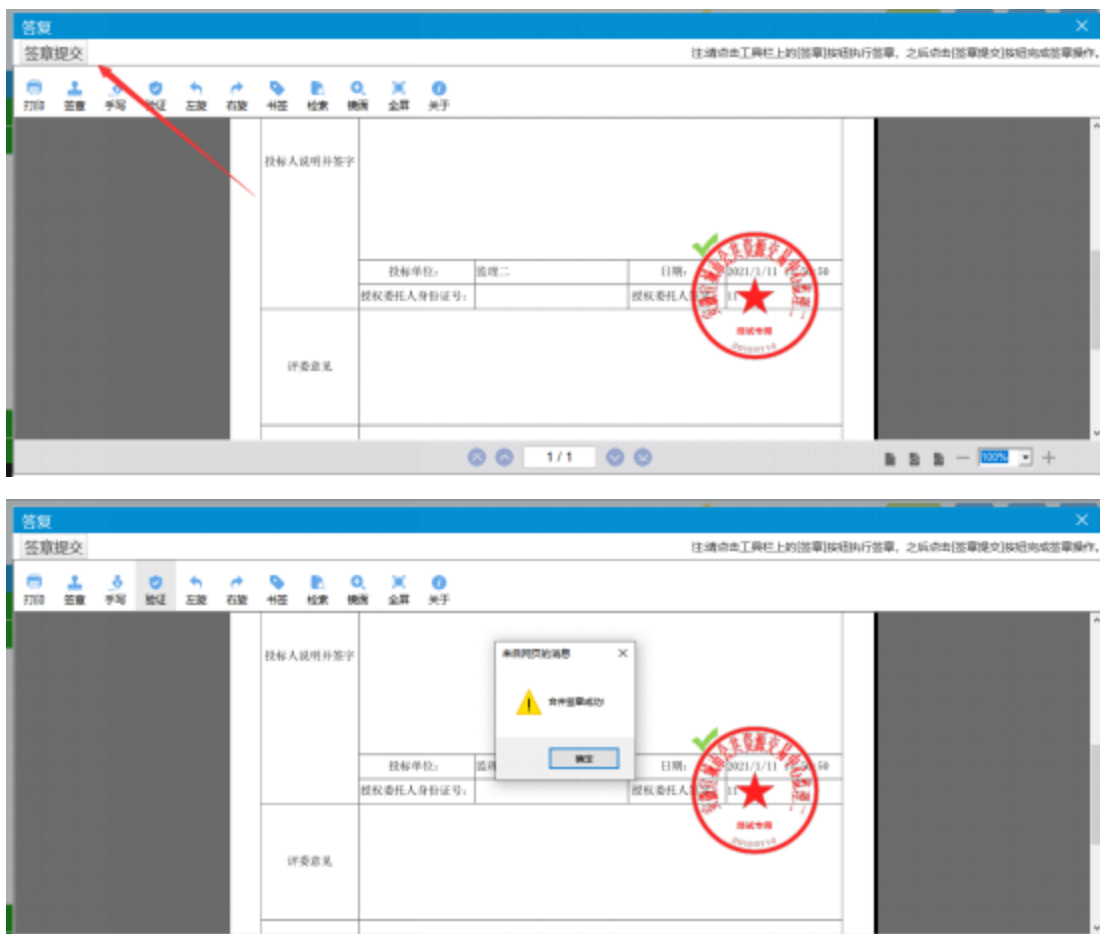 答复
签章提交
注:请点击工具栏上的[签章]按钮执行签章，之后点击[签章提交]按钮完成签章操作。
打印 签章 手写 验证 左旋 右旋 书签 检索 全屏 关于
投标人说明并签字
投标单位: 监理二 日期: 2021/1/11
授权委托人身份证号: 授权委托人
测试专用
评委意见
1 / 1
100%
答复
签章提交
注:请点击工具栏上的[签章]按钮执行签章，之后点击[签章提交]按钮完成签章操作。
打印 签章 手写 验证 左旋 右旋 书签 检索 全屏 关于
来自网页的消息
投标人说明并签字
合并签章成功!
确定
投标单位: 日期: 2021/1/11
授权委托人身份证号: 授权委托人
测试专用
评委意见